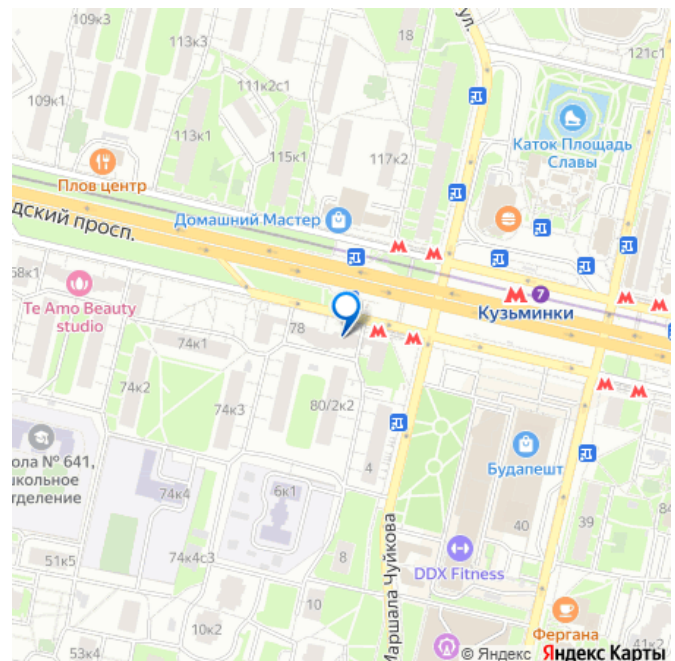 109к3
113к3
18
ул.
121с1
111к2с1
109к1
113к1
115к1
117к2
Каток Площадь
Славы
Плов центр
Домашний Мастер
дский просп.
М 7
Кузьминки
58к1
Te Amo Beauty
studio
78
74к1
74к2
74к3
80/2к2
Будапешт
ола № 641,
школьное
тделение
4
6к1
74к4
40
39
84
51к5
74к4с3
8
Маршала Чуйкова
DDX Fitness
10
10к2
Фергана
53к4
41к2
© Яндекс Яндекс Карты